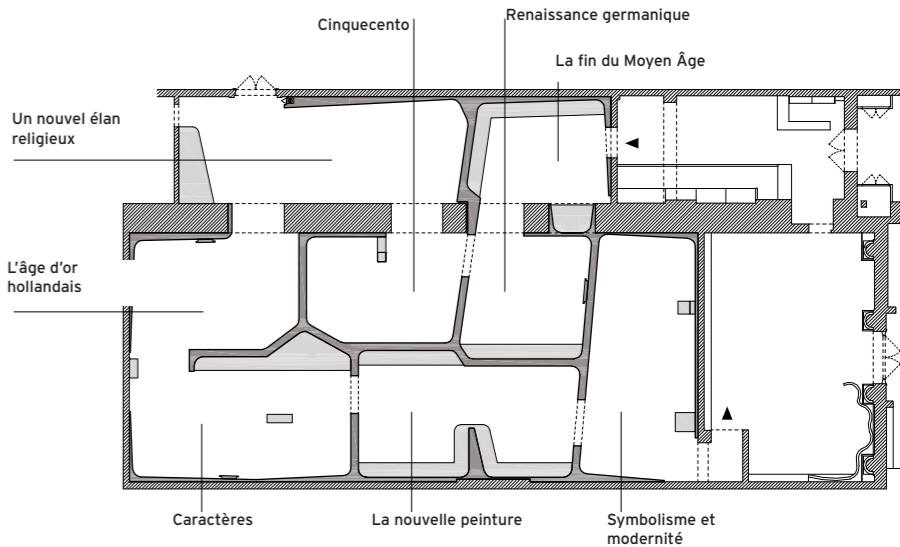 Cinquecento
Renaissance germanique
La fin du Moyen Âge
Un nouvel élan
religieux
L'âge d'or
hollandais
Caractères
La nouvelle peinture
Symbolisme et
modernité